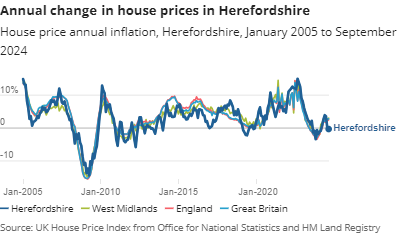 Annual change in house prices in Herefordshire
House price annual inflation, Herefordshire, January 2005 to September
2024
10%
0
-10
Herefordshire
Jan-2005 Jan-2010 Jan-2015 Jan-2020
Herefordshire West Midlands England Great Britain
Source: UK House Price Index from Office for National Statistics and HM Land Registry